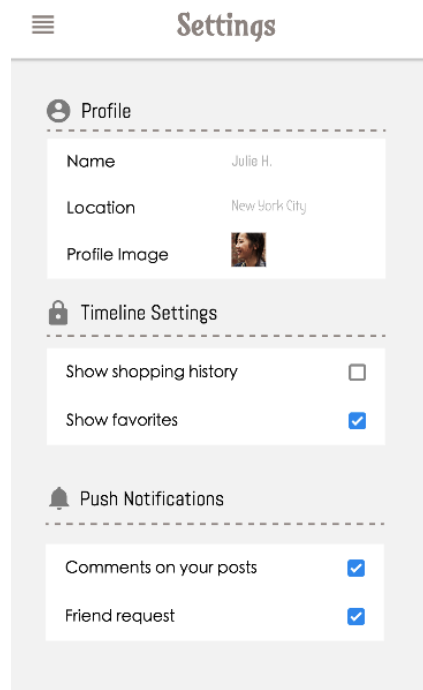 Settings
Profile
Name Julie H.
Location New York City
Profile Image
Timeline Settings
Show shopping history
Show favorites
Push Notifications
Comments on your posts
Friend request